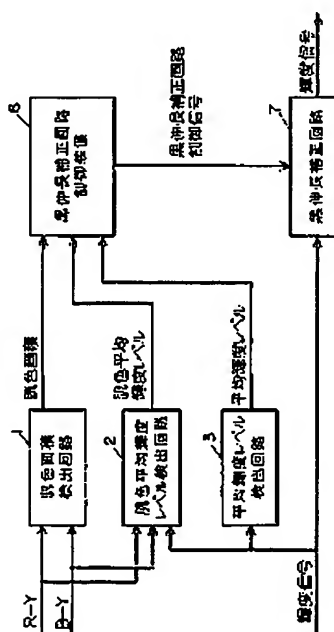 R-Y
B-Y
1
肌色面積
検出回路
肌色面積
2
肌色平均輝度
レベル検出回路
肌色平均
輝度レベル
3
平均輝度レベル
検出回路
平均輝度レベル
輝度信号
6
黒伸長補正回路
制御装置
黒伸長補正回路
制御信号
7
黒伸長補正回路
輝度信号